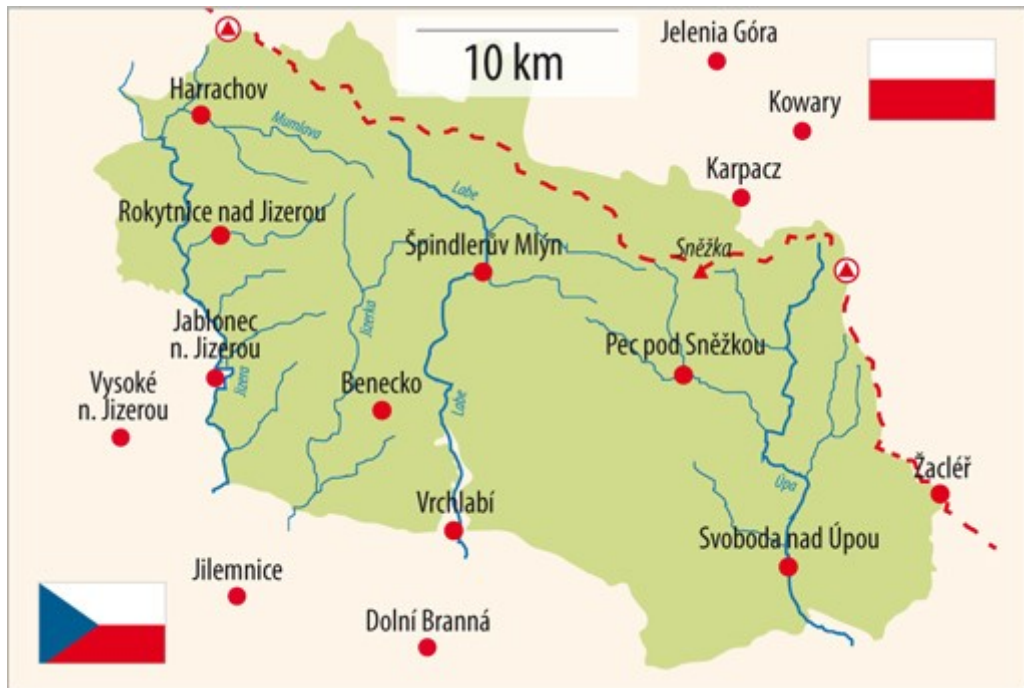 10 km
Jelenia Góra
Kowary
Harrachov
Mumlava
Karpacz
Labe
Rokytnice nad Jizerou
Špindlerův Mlýn
Sněžka
Jablonec
n. Jizerou
Jizerka
Pec pod Sněžkou
Vysoké
n. Jizerou
Jizera
Benecko
Labe
Žacléř
Úpa
Vrchlabí
Svoboda nad Úpou
Jilemnice
Dolní Branná